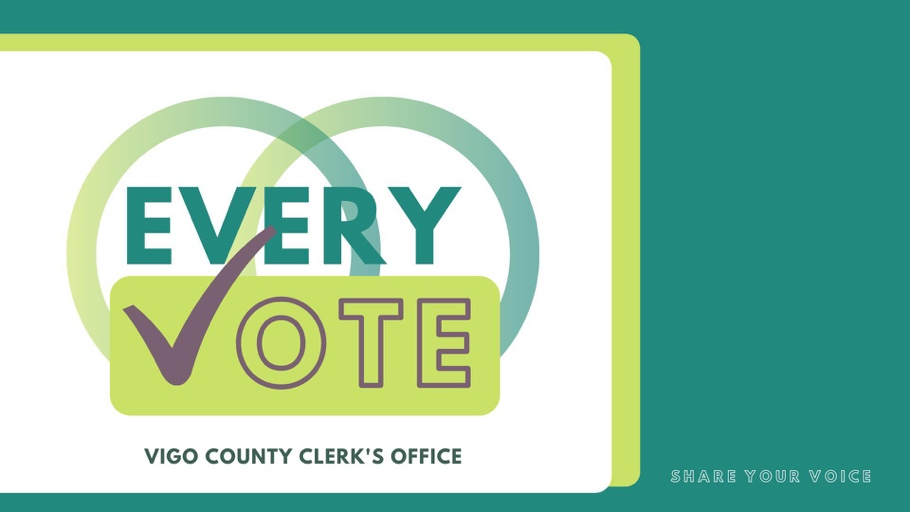 EVERY
VOTE
VIGO COUNTY CLERK'S OFFICE
SHARE YOUR VOICE